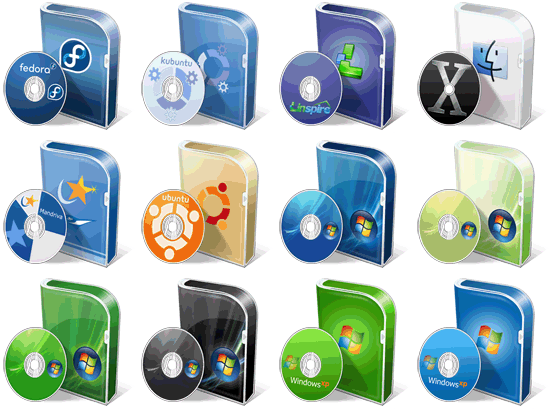 fedora
kubuntu
Linspire
X
Mandriva
ubuntu
Windows xp
Windows xp